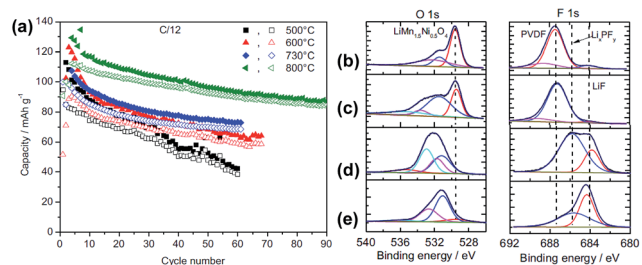 (a)
C/12
500°C
600°C
730°C
800°C
Capacity / mAh g⁻¹
140
120
100
80
60
40
20
0
0 10 20 30 40 50 60 70 80 90
Cycle number
O 1s
F 1s
LiMn₁.₅Ni₀.₅O₄
PVDF
LiₓPFᵧ
LiF
(b)
(c)
(d)
(e)
540 536 532 528
Binding energy / eV
692 688 684 680
Binding energy / eV